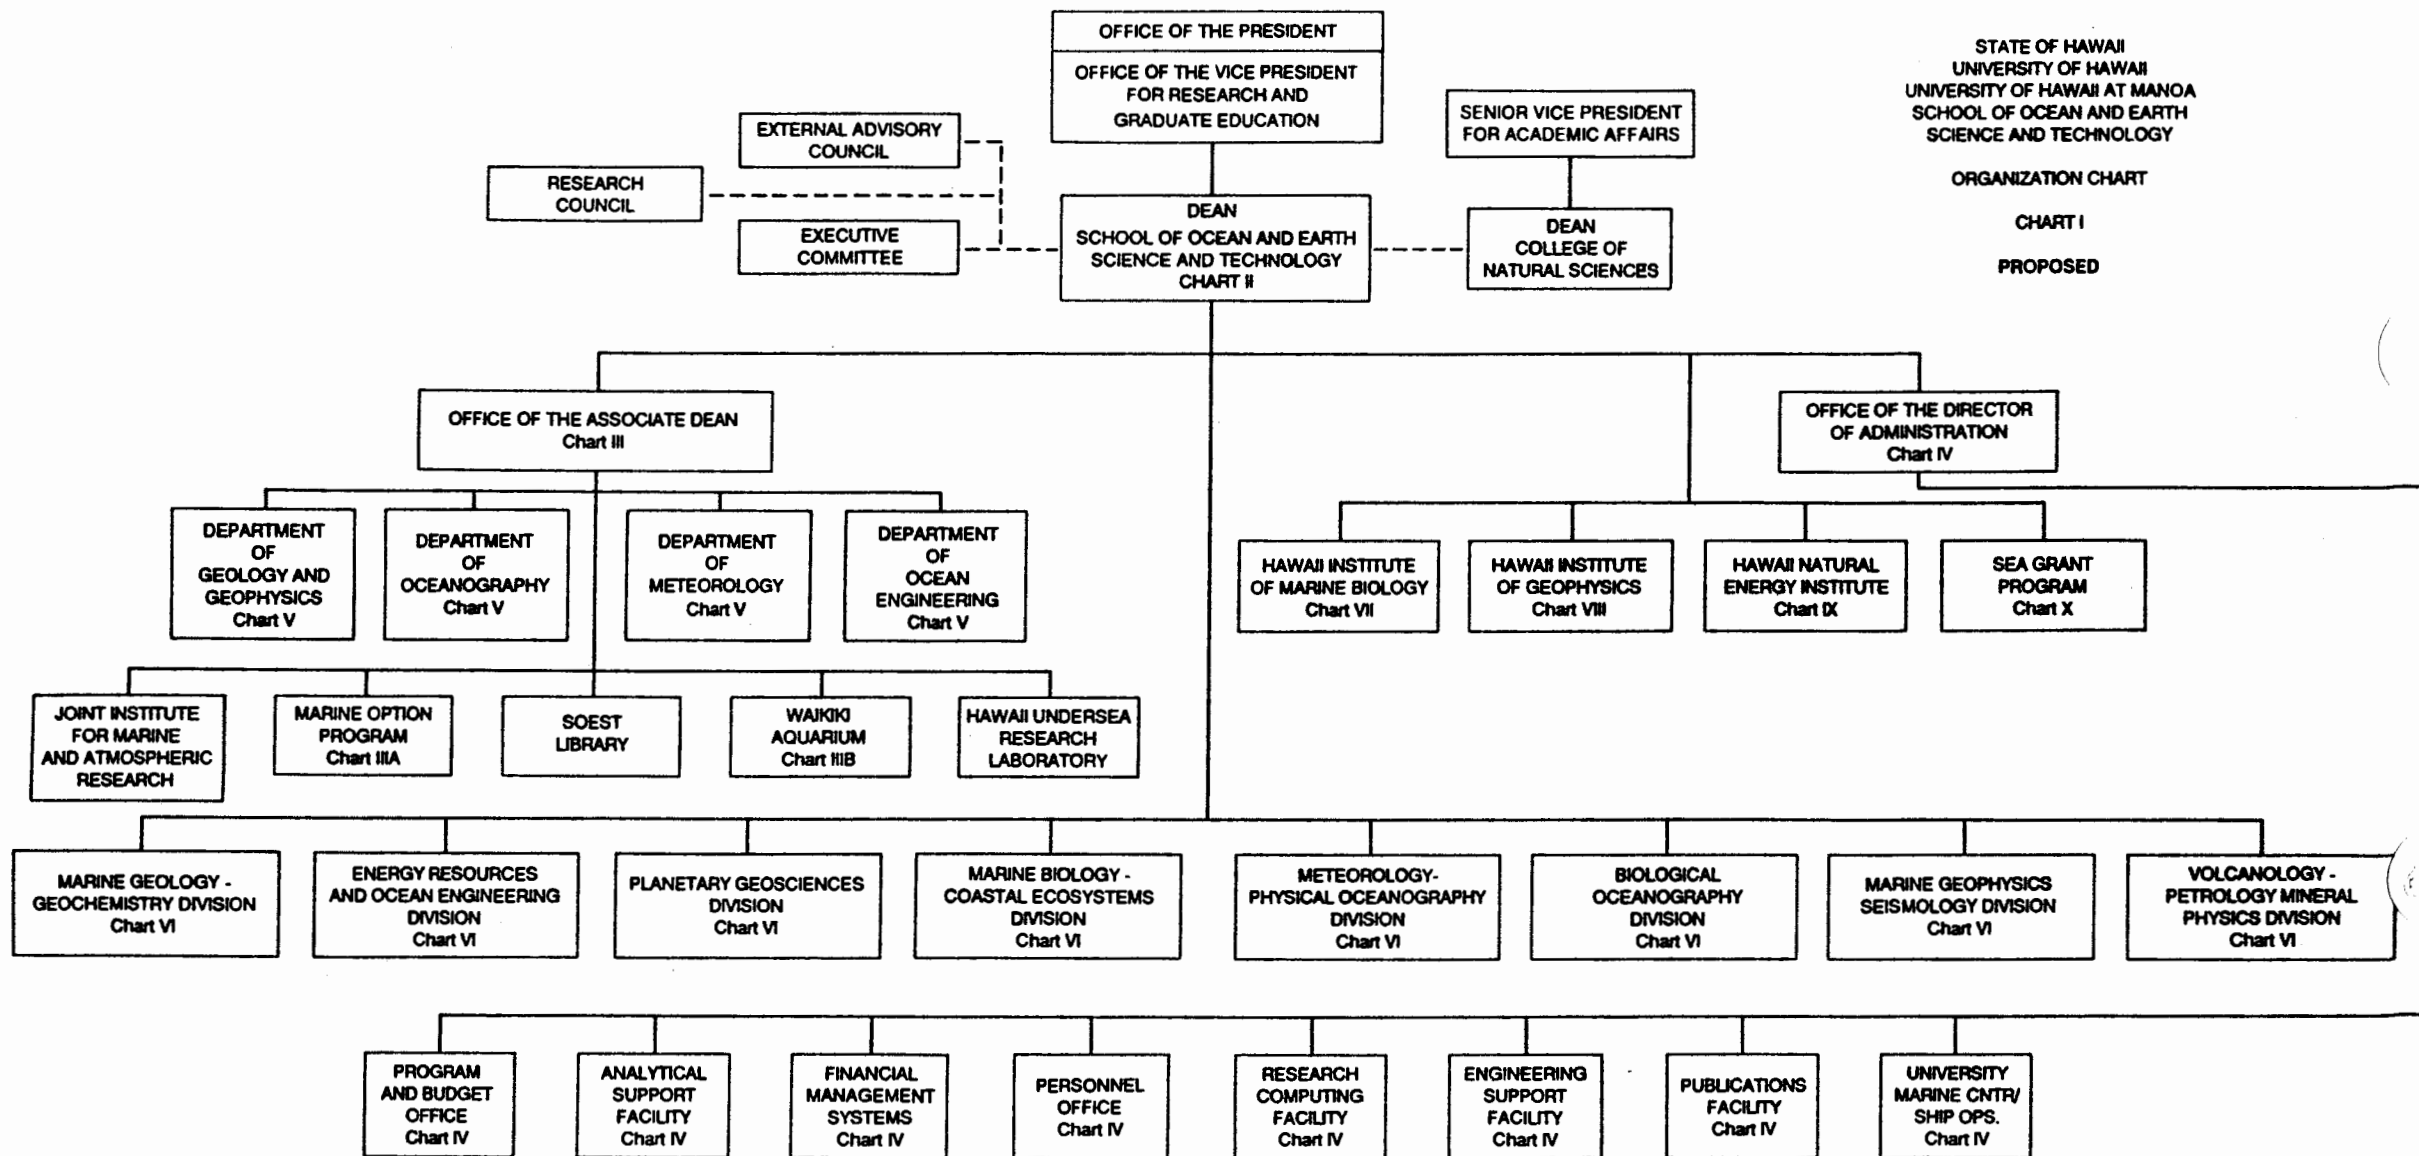 OFFICE OF THE PRESIDENT
OFFICE OF THE VICE PRESIDENT
FOR RESEARCH AND
GRADUATE EDUCATION
STATE OF HAWAII
UNIVERSITY OF HAWAII
UNIVERSITY OF HAWAII AT MANOA
SCHOOL OF OCEAN AND EARTH
SCIENCE AND TECHNOLOGY
ORGANIZATION CHART
CHART I
PROPOSED
SENIOR VICE PRESIDENT
FOR ACADEMIC AFFAIRS
EXTERNAL ADVISORY
COUNCIL
RESEARCH
COUNCIL
EXECUTIVE
COMMITTEE
DEAN
SCHOOL OF OCEAN AND EARTH
SCIENCE AND TECHNOLOGY
CHART II
DEAN
COLLEGE OF
NATURAL SCIENCES
OFFICE OF THE ASSOCIATE DEAN
Chart III
OFFICE OF THE DIRECTOR
OF ADMINISTRATION
Chart IV
DEPARTMENT
OF
GEOLOGY AND
GEOPHYSICS
Chart V
DEPARTMENT
OF
OCEANOGRAPHY
Chart V
DEPARTMENT
OF
METEOROLOGY
Chart V
DEPARTMENT
OF
OCEAN
ENGINEERING
Chart V
HAWAII INSTITUTE
OF MARINE BIOLOGY
Chart VII
HAWAII INSTITUTE
OF GEOPHYSICS
Chart VIII
HAWAII NATURAL
ENERGY INSTITUTE
Chart IX
SEA GRANT
PROGRAM
Chart X
JOINT INSTITUTE
FOR MARINE
AND ATMOSPHERIC
RESEARCH
MARINE OPTION
PROGRAM
Chart IIIA
SOEST
LIBRARY
WAIKIKI
AQUARIUM
Chart IIIB
HAWAII UNDERSEA
RESEARCH
LABORATORY
MARINE GEOLOGY -
GEOCHEMISTRY DIVISION
Chart VI
ENERGY RESOURCES
AND OCEAN ENGINEERING
DIVISION
Chart VI
PLANETARY GEOSCIENCES
DIVISION
Chart VI
MARINE BIOLOGY -
COASTAL ECOSYSTEMS
DIVISION
Chart VI
METEOROLOGY-
PHYSICAL OCEANOGRAPHY
DIVISION
Chart VI
BIOLOGICAL
OCEANOGRAPHY
DIVISION
Chart VI
MARINE GEOPHYSICS
SEISMOLOGY DIVISION
Chart VI
VOLCANOLOGY -
PETROLOGY MINERAL
PHYSICS DIVISION
Chart VI
PROGRAM
AND BUDGET
OFFICE
Chart IV
ANALYTICAL
SUPPORT
FACILITY
Chart IV
FINANCIAL
MANAGEMENT
SYSTEMS
Chart IV
PERSONNEL
OFFICE
Chart IV
RESEARCH
COMPUTING
FACILITY
Chart IV
ENGINEERING
SUPPORT
FACILITY
Chart IV
PUBLICATIONS
FACILITY
Chart IV
UNIVERSITY
MARINE CNTR/
SHIP OPS.
Chart IV